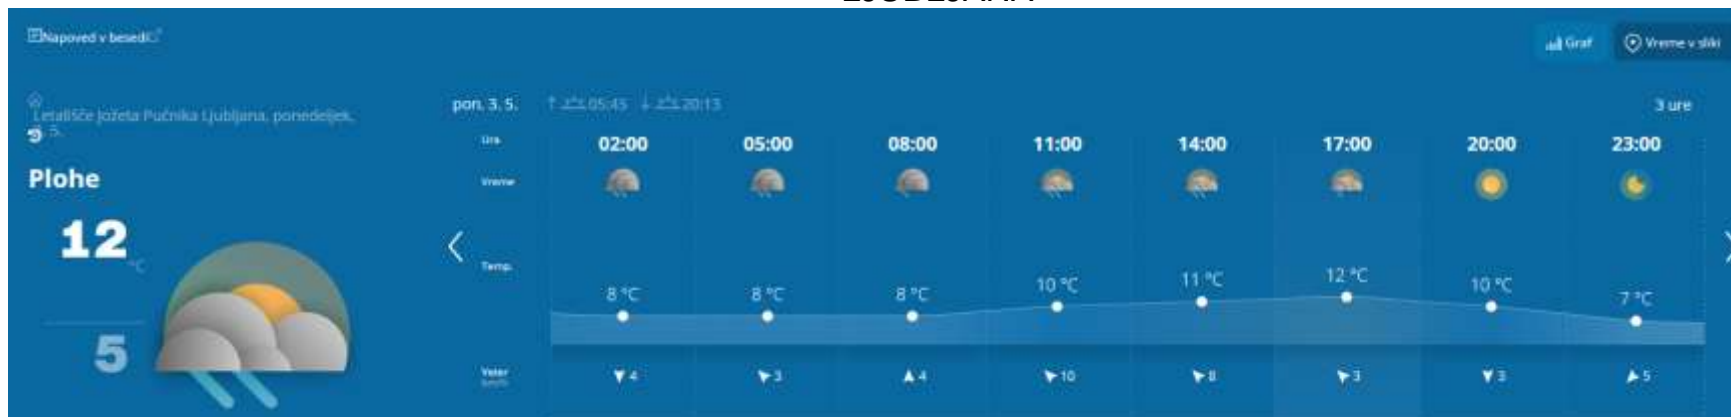 Napoved v besedi
Graf
Vreme v sliki
Letališče Jožeta Pučnika Ljubljana, ponedeljek,
3. 5.
pon. 3. 5. ↑ 05:45 ↓ 20:13 3 ure
Ura 02:00 05:00 08:00 11:00 14:00 17:00 20:00 23:00
Plohe
Vreme
12 °C
Temp. 8 °C 8 °C 8 °C 10 °C 11 °C 12 °C 10 °C 7 °C
5
Veter 4 3 4 10 8 3 3 5
km/h